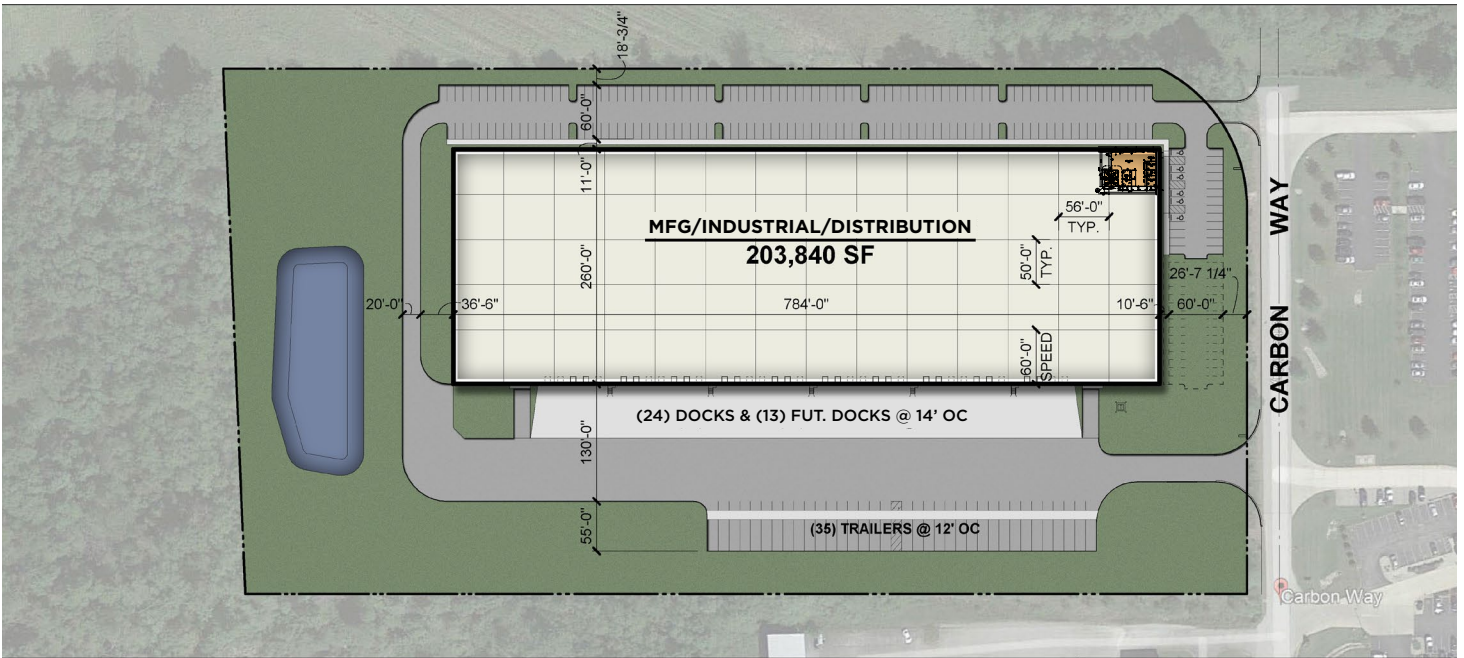 18'-3/4"
60'-0"
11'-0"
56'-0"
TYP.
MFG/INDUSTRIAL/DISTRIBUTION
203,840 SF
260'-0"
50'-0"
TYP.
26'-7 1/4"
20'-0"
36'-6"
784'-0"
10'-6"
60'-0"
60'-0"
SPEED
CARBON WAY
(24) DOCKS & (13) FUT. DOCKS @ 14' OC
130'-0"
55'-0"
(35) TRAILERS @ 12' OC
Carbon Way